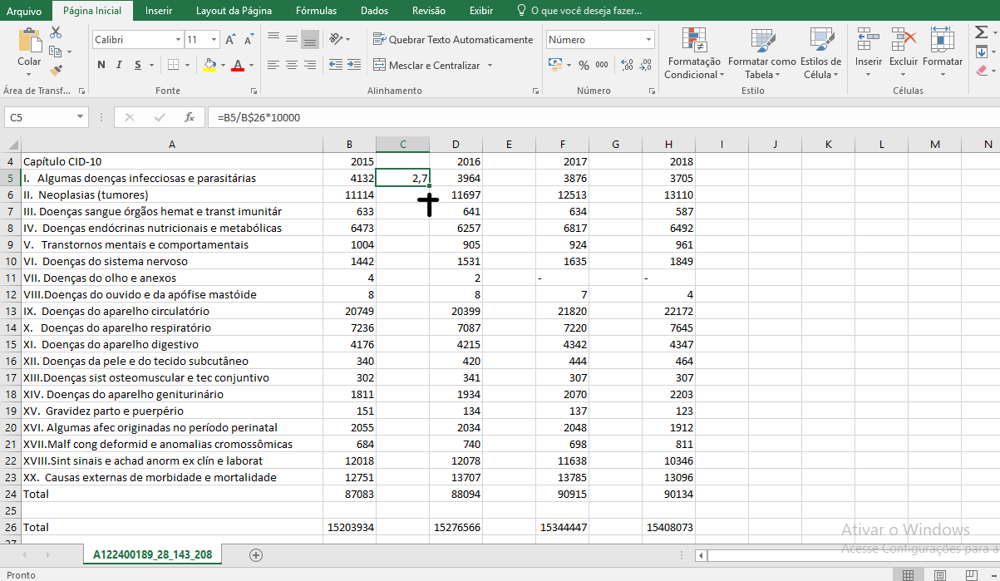 Arquivo Página Inicial Inserir Layout da Página Fórmulas Dados Revisão Exibir O que você deseja fazer...
Calibri 11 Quebrar Texto Automaticamente Número
Colar Formatação Condicional Formatar como Tabela Estilos de Célula Inserir Excluir Formatar
N I S A % 000 Mesclar e Centralizar
Área de Transf... Fonte Alinhamento Número Estilo Células
C5 fx =B5/B$26*10000
A B C D E F G H I J K L M N
4 Capítulo CID-10 2015 2016 2017 2018
5 I. Algumas doenças infecciosas e parasitárias 4132 2,7 3964 3876 3705
6 II. Neoplasias (tumores) 11114 11697 12513 13110
7 III. Doenças sangue órgãos hemat e transt imunitár 633 641 634 587
8 IV. Doenças endócrinas nutricionais e metabólicas 6473 6257 6817 6492
9 V. Transtornos mentais e comportamentais 1004 905 924 961
10 VI. Doenças do sistema nervoso 1442 1531 1635 1849
11 VII. Doenças do olho e anexos 4 2 - -
12 VIII.Doenças do ouvido e da apófise mastóide 8 8 7 4
13 IX. Doenças do aparelho circulatório 20749 20399 21820 22172
14 X. Doenças do aparelho respiratório 7236 7087 7220 7645
15 XI. Doenças do aparelho digestivo 4176 4215 4342 4347
16 XII. Doenças da pele e do tecido subcutâneo 340 420 444 464
17 XIII.Doenças sist osteomuscular e tec conjuntivo 302 341 307 307
18 XIV. Doenças do aparelho geniturinário 1811 1934 2070 2203
19 XV. Gravidez parto e puerpério 151 134 137 123
20 XVI. Algumas afec originadas no período perinatal 2055 2034 2048 1912
21 XVII.Malf cong deformid e anomalias cromossômicas 684 740 698 811
22 XVIII.Sint sinais e achad anorm ex clín e laborat 12018 12078 11638 10346
23 XX. Causas externas de morbidade e mortalidade 12751 13707 13785 13096
24 Total 87083 88094 90915 90134
25
26 Total 15203934 15276566 15344447 15408073
27
Ativar o Windows
Acesse Configurações para a
A122400189_28_143_208
Pronto